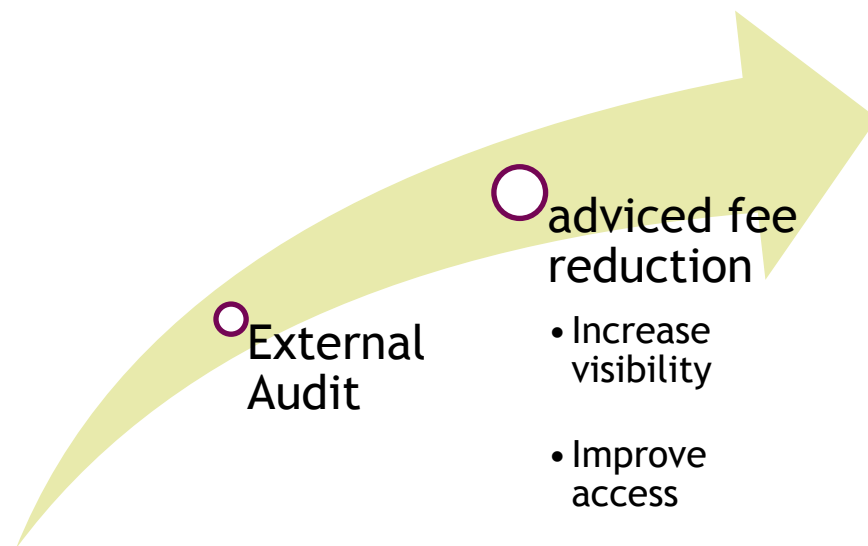 External
Audit
adviced fee
reduction
• Increase
visibility
• Improve
access